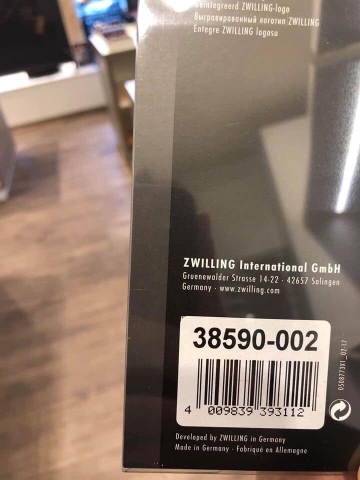 Geïntegreerd ZWILLING-logo
Выгравированный логотип ZWILLING
Entegre ZWILLING logosu
ZWILLING International GmbH
Gruenewalder Strasse 14-22 · 42657 Solingen
Germany · www.zwilling.com
38590-002
4 009839 393112
0508773X1_02-17
Developed by ZWILLING in Germany
Made in Germany · Fabriqué en Allemagne